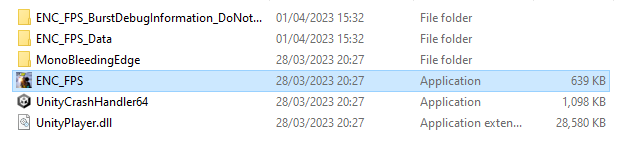 ENC_FPS_BurstDebugInformation_DoNot... 01/04/2023 15:32 File folder
ENC_FPS_Data 01/04/2023 15:32 File folder
MonoBleedingEdge 28/03/2023 20:27 File folder
ENC_FPS 28/03/2023 20:27 Application 639 KB
UnityCrashHandler64 28/03/2023 20:27 Application 1,098 KB
UnityPlayer.dll 28/03/2023 20:27 Application exten... 28,580 KB